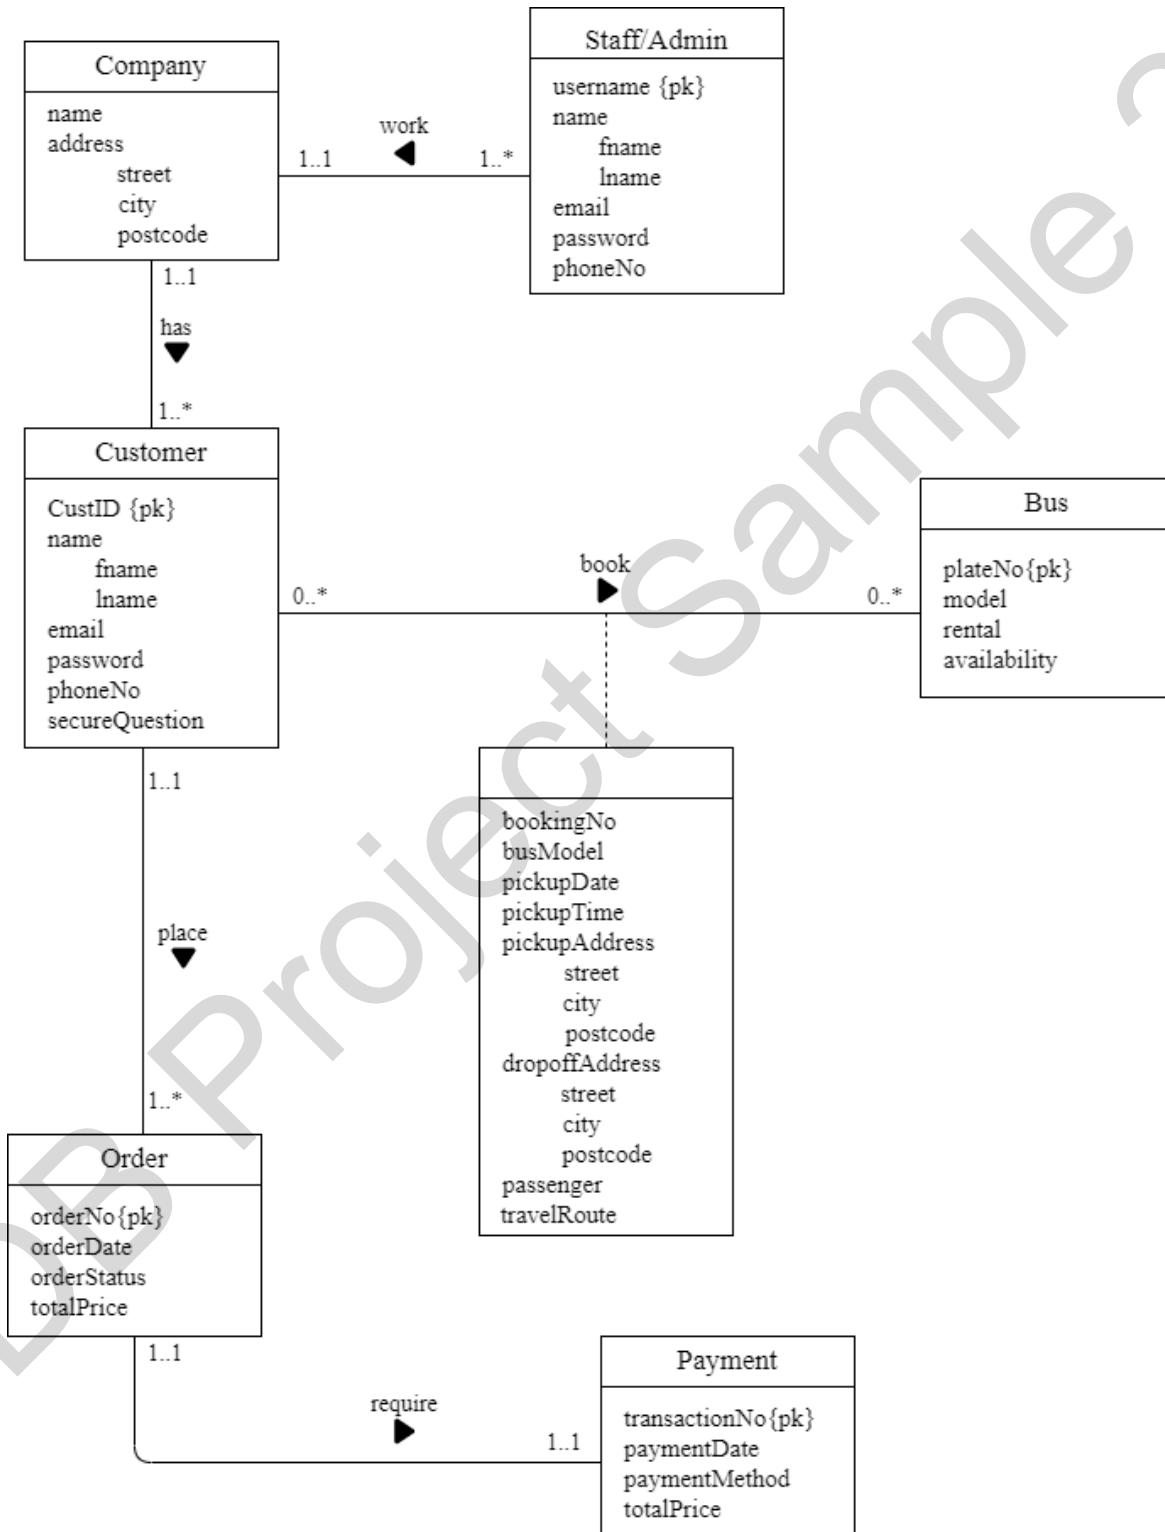 Company
name
address
street
city
postcode
Staff/Admin
username {pk}
name
fname
lname
email
password
phoneNo
work
1..1
1..*
1..1
has
1..*
Customer
CustID {pk}
name
fname
lname
email
password
phoneNo
secureQuestion
book
0..*
0..*
Bus
plateNo{pk}
model
rental
availability
bookingNo
busModel
pickupDate
pickupTime
pickupAddress
street
city
postcode
dropoffAddress
street
city
postcode
passenger
travelRoute
1..1
place
1..*
Order
orderNo{pk}
orderDate
orderStatus
totalPrice
1..1
require
1..1
Payment
transactionNo{pk}
paymentDate
paymentMethod
totalPrice
DB Project Sample